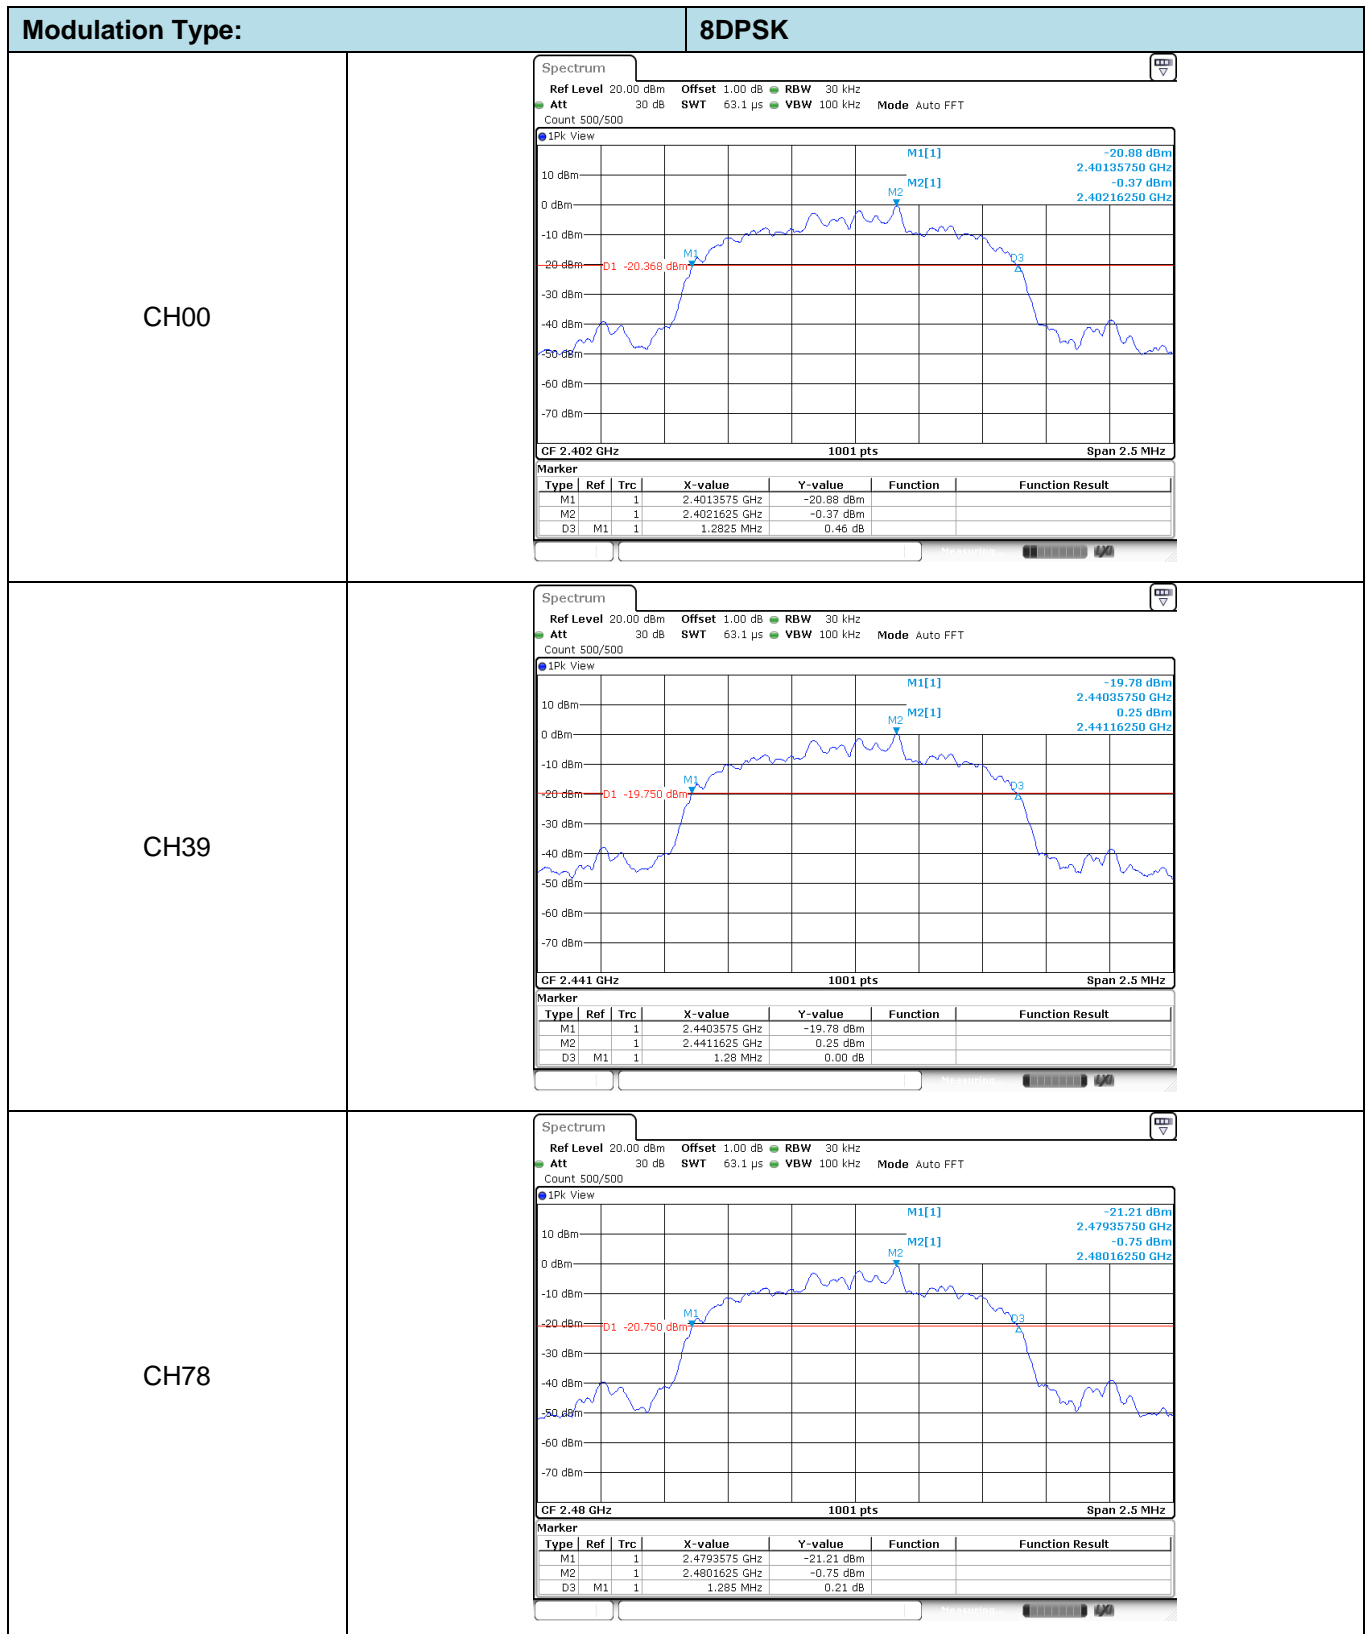 Modulation Type: 8DPSK
CH00
Spectrum
Ref Level 20.00 dBm Offset 1.00 dB RBW 30 kHz
Att 30 dB SWT 63.1 µs VBW 100 kHz Mode Auto FFT
Count 500/500
1Pk View
M1[1] -20.88 dBm
2.40135750 GHz
10 dBm
M2[1] -0.37 dBm
M2
2.40216250 GHz
0 dBm
-10 dBm
M1
D3
-20 dBm D1 -20.368 dBm
-30 dBm
-40 dBm
-50 dBm
-60 dBm
-70 dBm
CF 2.402 GHz 1001 pts Span 2.5 MHz
Marker
Type Ref Trc X-value Y-value Function Function Result
M1 1 2.4013575 GHz -20.88 dBm
M2 1 2.4021625 GHz -0.37 dBm
D3 M1 1 1.2825 MHz 0.46 dB
Measuring...
CH39
Spectrum
Ref Level 20.00 dBm Offset 1.00 dB RBW 30 kHz
Att 30 dB SWT 63.1 µs VBW 100 kHz Mode Auto FFT
Count 500/500
1Pk View
M1[1] -19.78 dBm
2.44035750 GHz
10 dBm
M2[1] 0.25 dBm
M2
2.44116250 GHz
0 dBm
-10 dBm
M1
D3
-20 dBm D1 -19.750 dBm
-30 dBm
-40 dBm
-50 dBm
-60 dBm
-70 dBm
CF 2.441 GHz 1001 pts Span 2.5 MHz
Marker
Type Ref Trc X-value Y-value Function Function Result
M1 1 2.4403575 GHz -19.78 dBm
M2 1 2.4411625 GHz 0.25 dBm
D3 M1 1 1.28 MHz 0.00 dB
Measuring...
CH78
Spectrum
Ref Level 20.00 dBm Offset 1.00 dB RBW 30 kHz
Att 30 dB SWT 63.1 µs VBW 100 kHz Mode Auto FFT
Count 500/500
1Pk View
M1[1] -21.21 dBm
2.47935750 GHz
10 dBm
M2[1] -0.75 dBm
M2
2.48016250 GHz
0 dBm
-10 dBm
M1
D3
-20 dBm D1 -20.750 dBm
-30 dBm
-40 dBm
-50 dBm
-60 dBm
-70 dBm
CF 2.48 GHz 1001 pts Span 2.5 MHz
Marker
Type Ref Trc X-value Y-value Function Function Result
M1 1 2.4793575 GHz -21.21 dBm
M2 1 2.4801625 GHz -0.75 dBm
D3 M1 1 1.285 MHz 0.21 dB
Measuring...